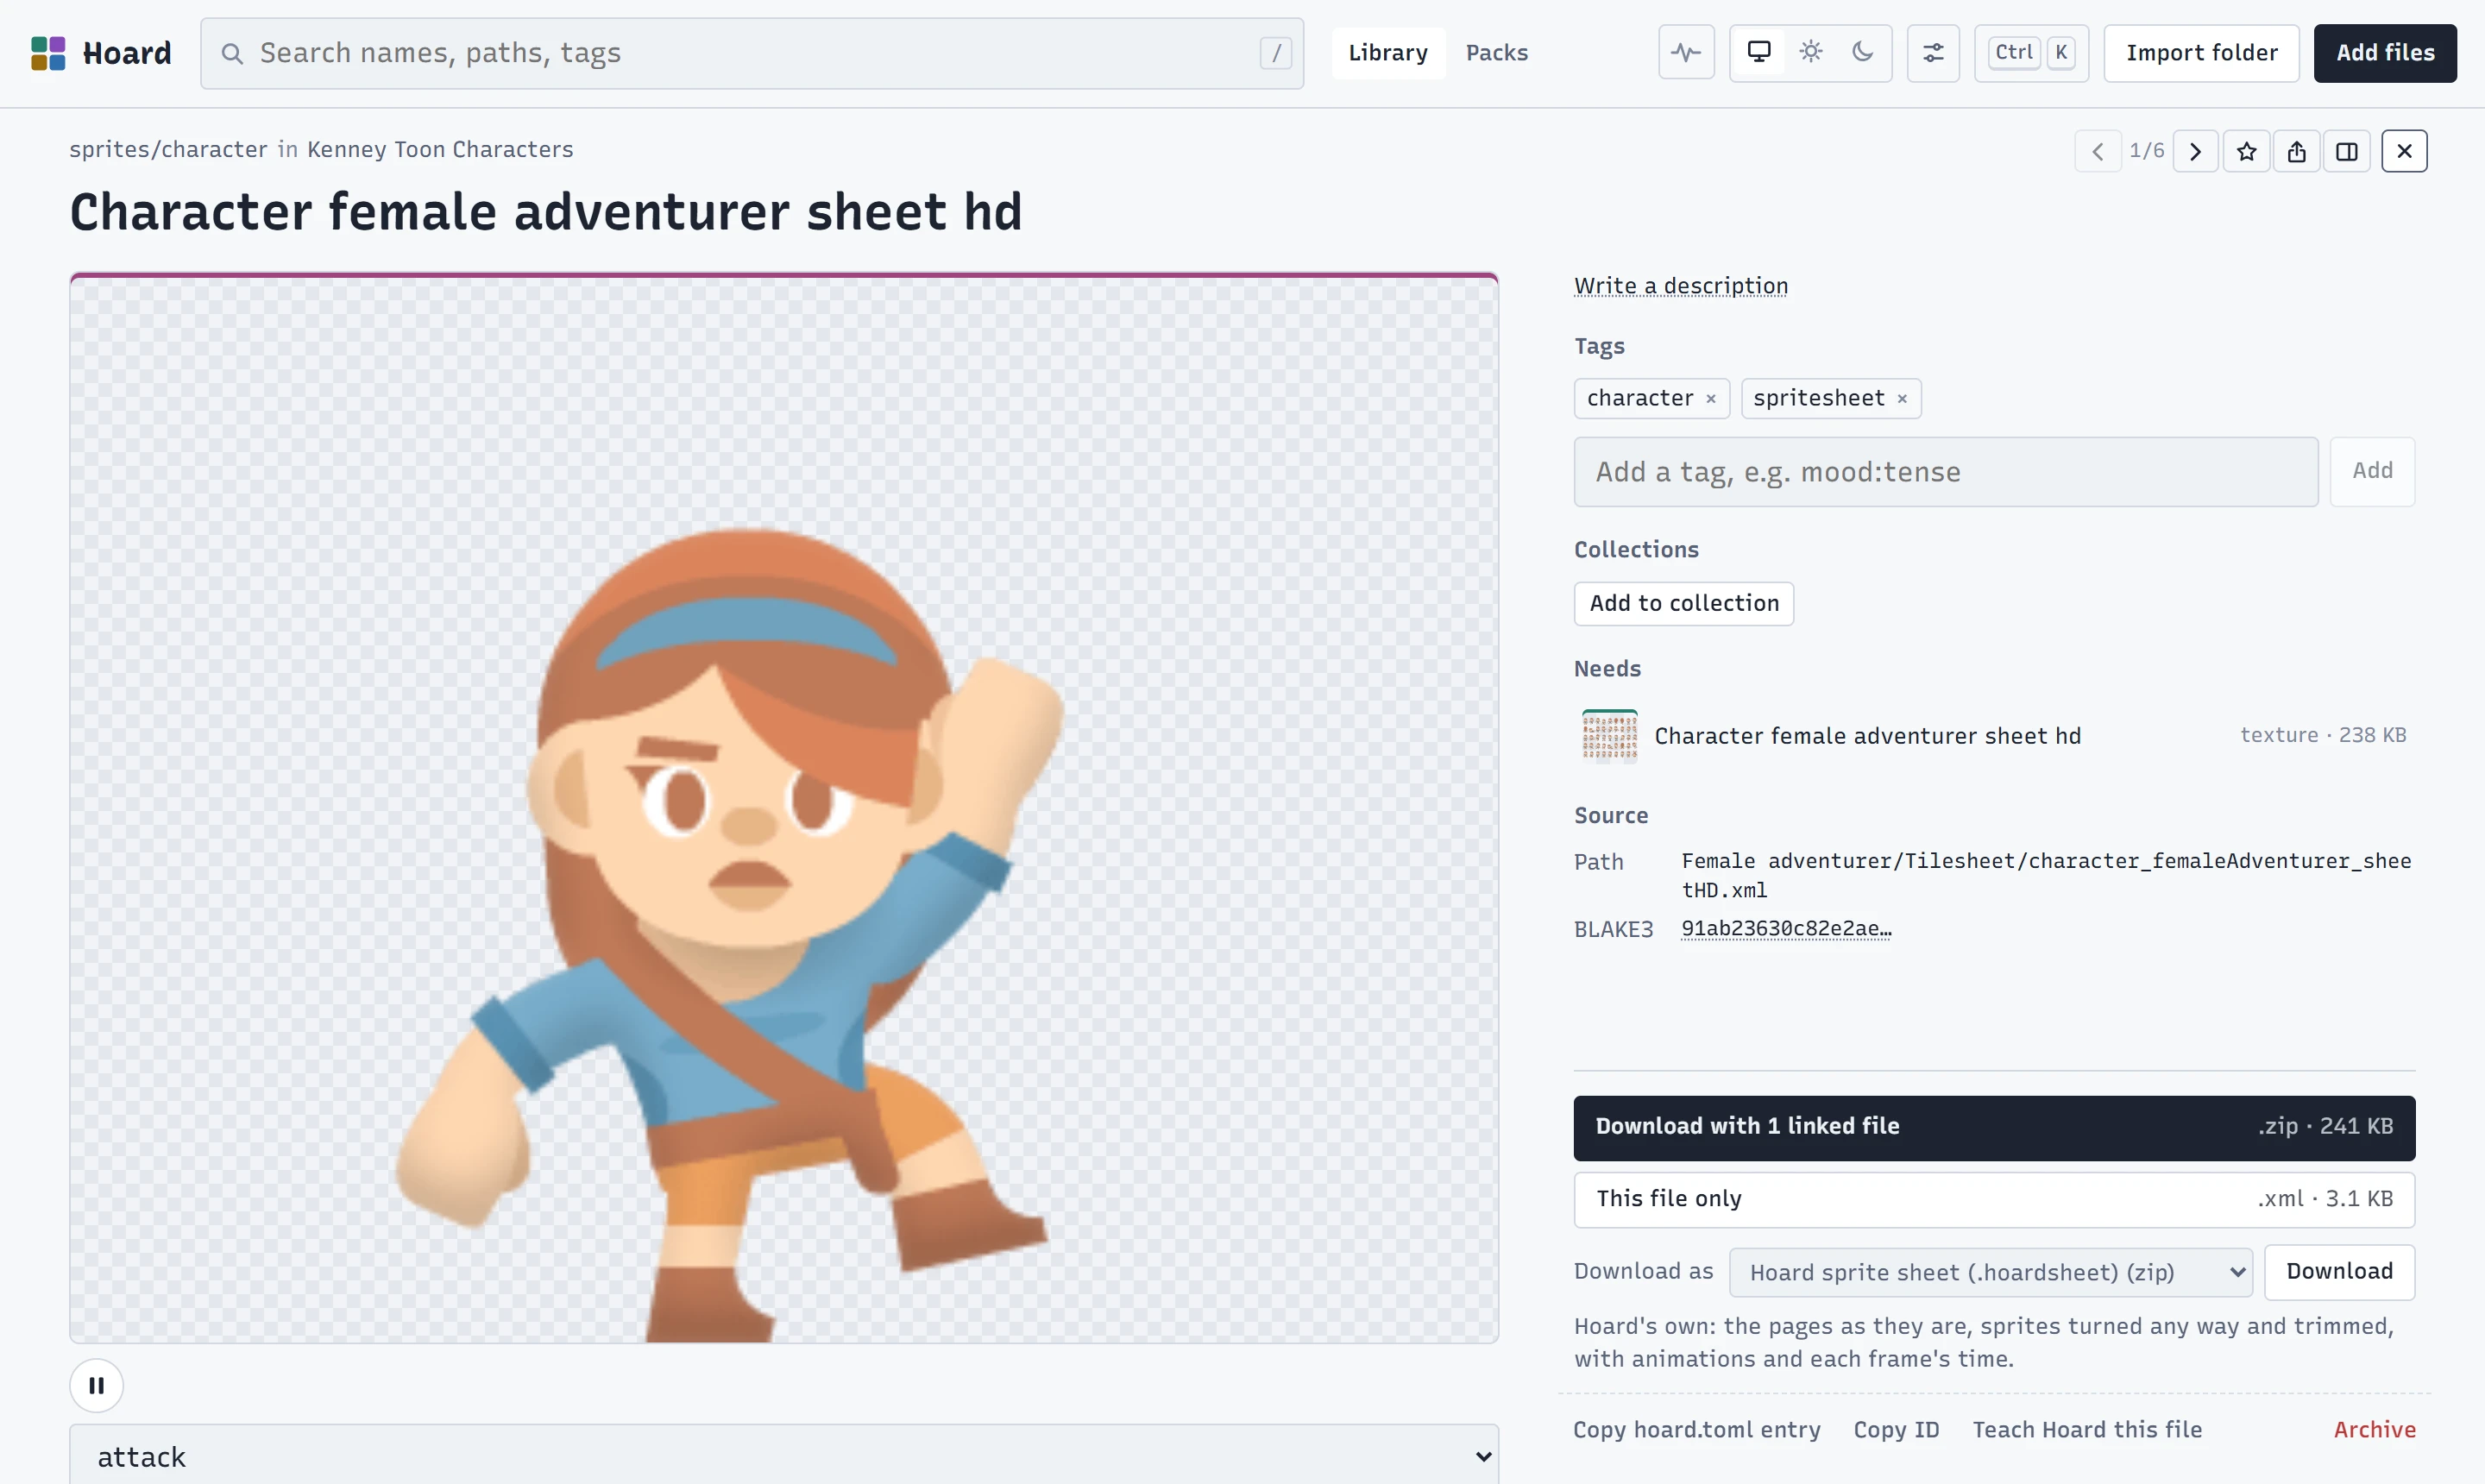 Hoard
Search names, paths, tags
/
Library
Packs
Ctrl K
Import folder
Add files
sprites/character in Kenney Toon Characters
1/6
Character female adventurer sheet hd
Write a description
Tags
character ×
spritesheet ×
Add a tag, e.g. mood:tense
Add
Collections
Add to collection
Needs
Character female adventurer sheet hd
texture · 238 KB
Source
Path
Female adventurer/Tilesheet/character_femaleAdventurer_shee
tHD.xml
BLAKE3
91ab23630c82e2ae…
Download with 1 linked file
.zip · 241 KB
This file only
.xml · 3.1 KB
Download as
Hoard sprite sheet (.hoardsheet) (zip)
Download
Hoard's own: the pages as they are, sprites turned any way and trimmed,
with animations and each frame's time.
attack
Copy hoard.toml entry
Copy ID
Teach Hoard this file
Archive